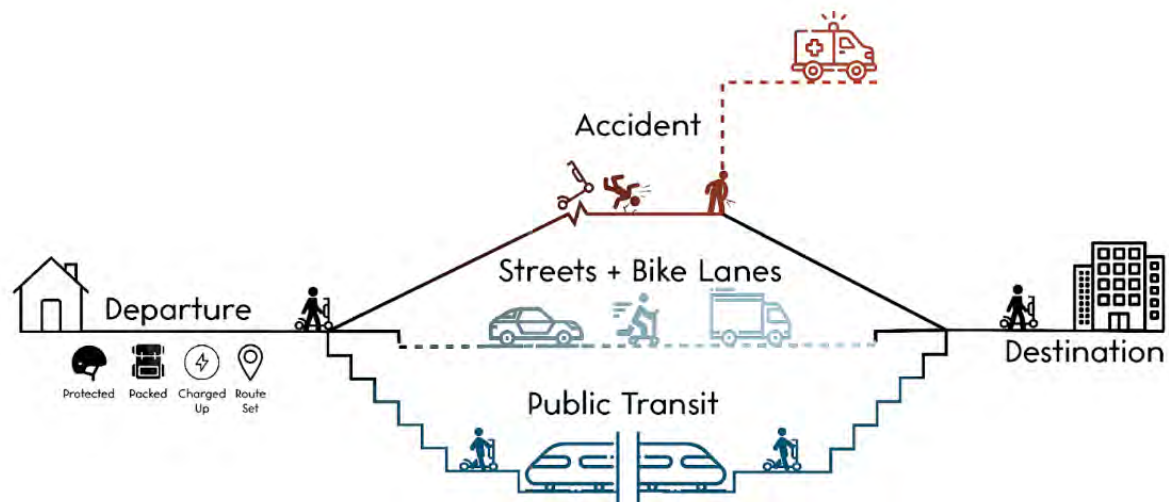 Accident
Streets + Bike Lanes
Departure
Destination
Protected
Packed
Charged
Up
Route
Set
Public Transit